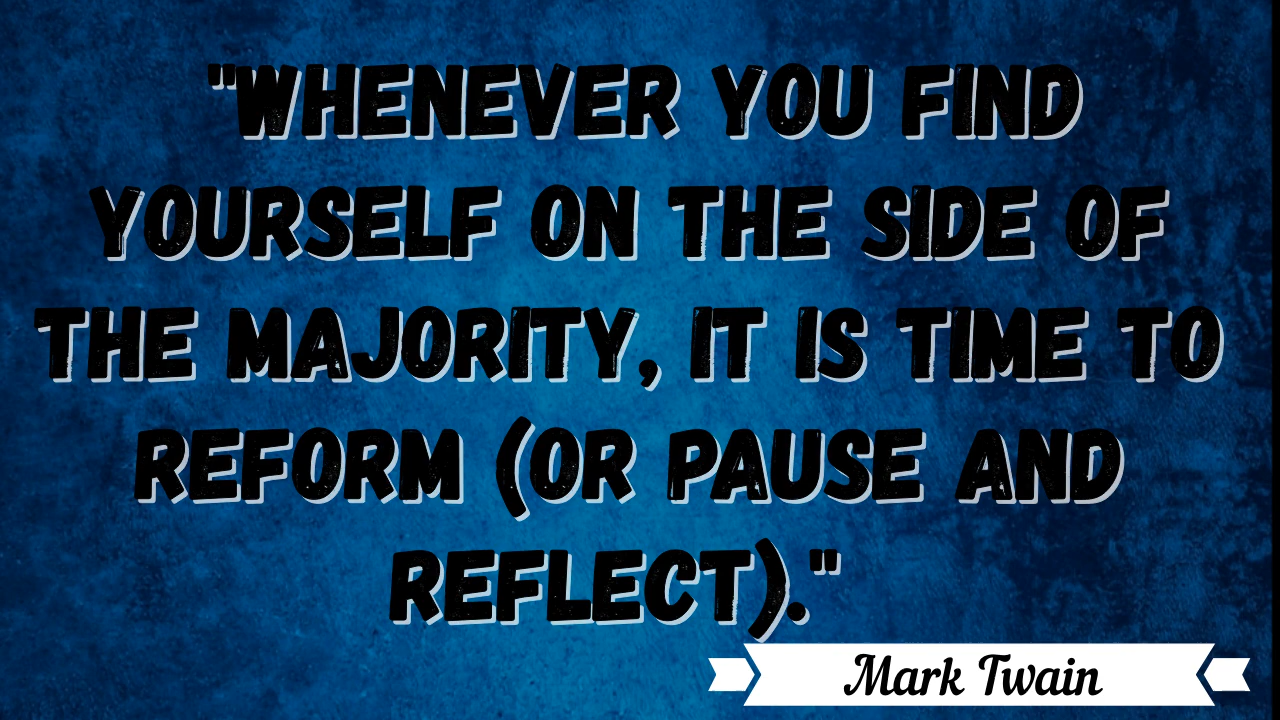 "WHENEVER YOU FIND
YOURSELF ON THE SIDE OF
THE MAJORITY, IT IS TIME TO
REFORM (OR PAUSE AND
REFLECT)."
Mark Twain